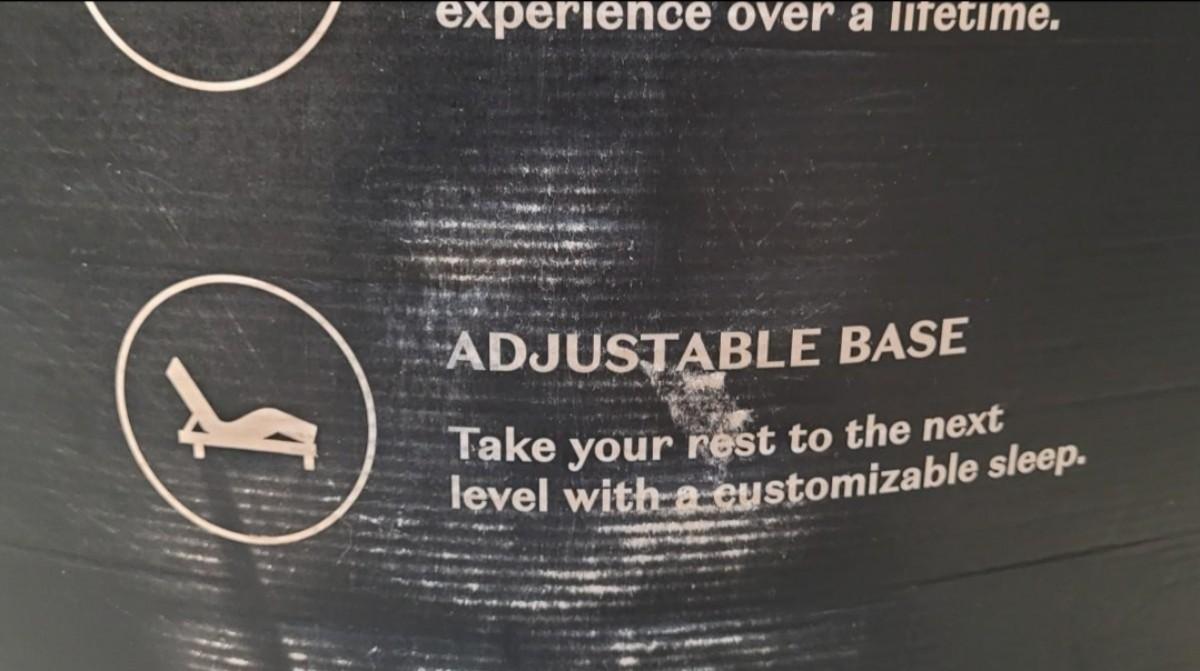 experience over a lifetime.
ADJUSTABLE BASE
Take your rest to the next
level with a customizable sleep.